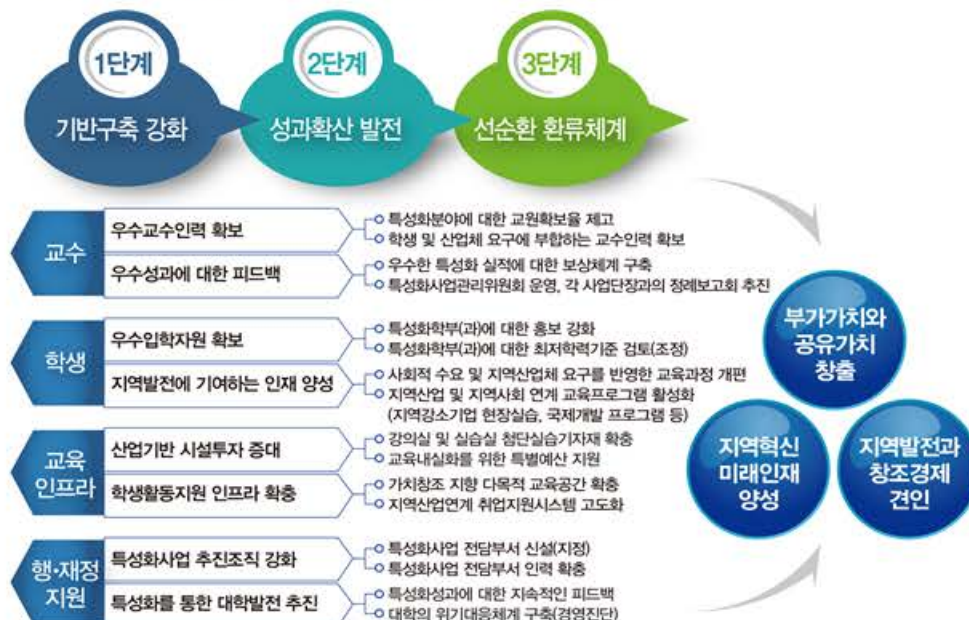 1단계
기반구축 강화
2단계
성과확산 발전
3단계
선순환 환류체계
교수
우수교수인력 확보
특성화분야에 대한 교원확보율 제고
학생 및 산업체 요구에 부합하는 교수인력 확보
우수성과에 대한 피드백
우수한 특성화 실적에 대한 보상체계 구축
특성화사업관리위원회 운영, 각 사업단장과의 정례보고회 추진
학생
우수입학자원 확보
특성화학부(과)에 대한 홍보 강화
특성화학부(과)에 대한 최저학력기준 검토(조정)
지역발전에 기여하는 인재 양성
사회적 수요 및 지역산업체 요구를 반영한 교육과정 개편
지역산업 및 지역사회 연계 교육프로그램 활성화
(지역강소기업 현장실습, 국제개발 프로그램 등)
교육
인프라
산업기반 시설투자 증대
강의실 및 실습실 첨단실습기자재 확충
교육내실화를 위한 특별예산 지원
학생활동지원 인프라 확충
가치창조 지향 다목적 교육공간 확충
지역산업연계 취업지원시스템 고도화
행·재정
지원
특성화사업 추진조직 강화
특성화사업 전담부서 신설(지정)
특성화사업 전담부서 인력 확충
특성화를 통한 대학발전 추진
특성화성과에 대한 지속적인 피드백
대학의 위기대응체계 구축(경영진단)
부가가치와
공유가치
창출
지역혁신
미래인재
양성
지역발전과
창조경제
견인